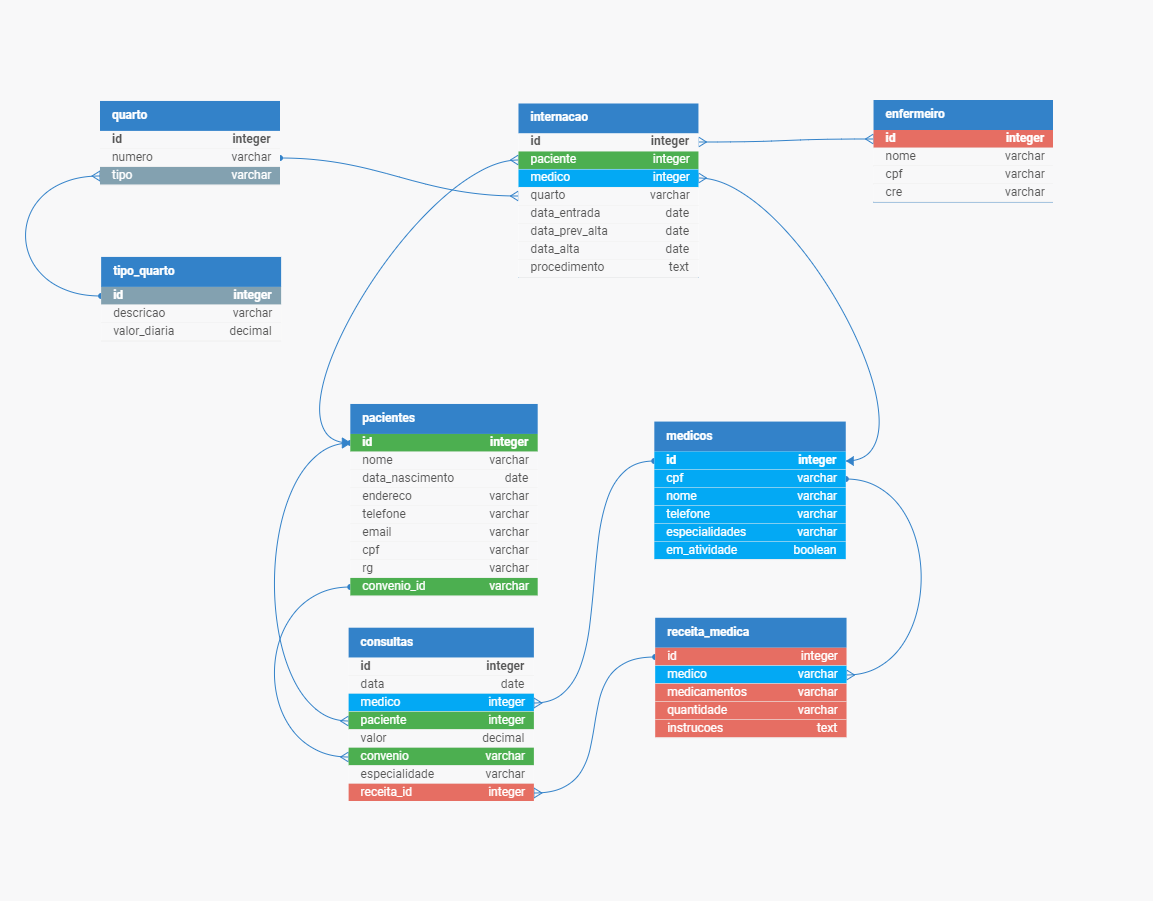 quarto
id integer
numero varchar
tipo varchar
tipo_quarto
id integer
descricao varchar
valor_diaria decimal
internacao
id integer
paciente integer
medico integer
quarto varchar
data_entrada date
data_prev_alta date
data_alta date
procedimento text
enfermeiro
id integer
nome varchar
cpf varchar
cre varchar
pacientes
id integer
nome varchar
data_nascimento date
endereco varchar
telefone varchar
email varchar
cpf varchar
rg varchar
convenio_id varchar
medicos
id integer
cpf varchar
nome varchar
telefone varchar
especialidades varchar
em_atividade boolean
consultas
id integer
data date
medico integer
paciente integer
valor decimal
convenio varchar
especialidade varchar
receita_id integer
receita_medica
id integer
medico varchar
medicamentos varchar
quantidade varchar
instrucoes text